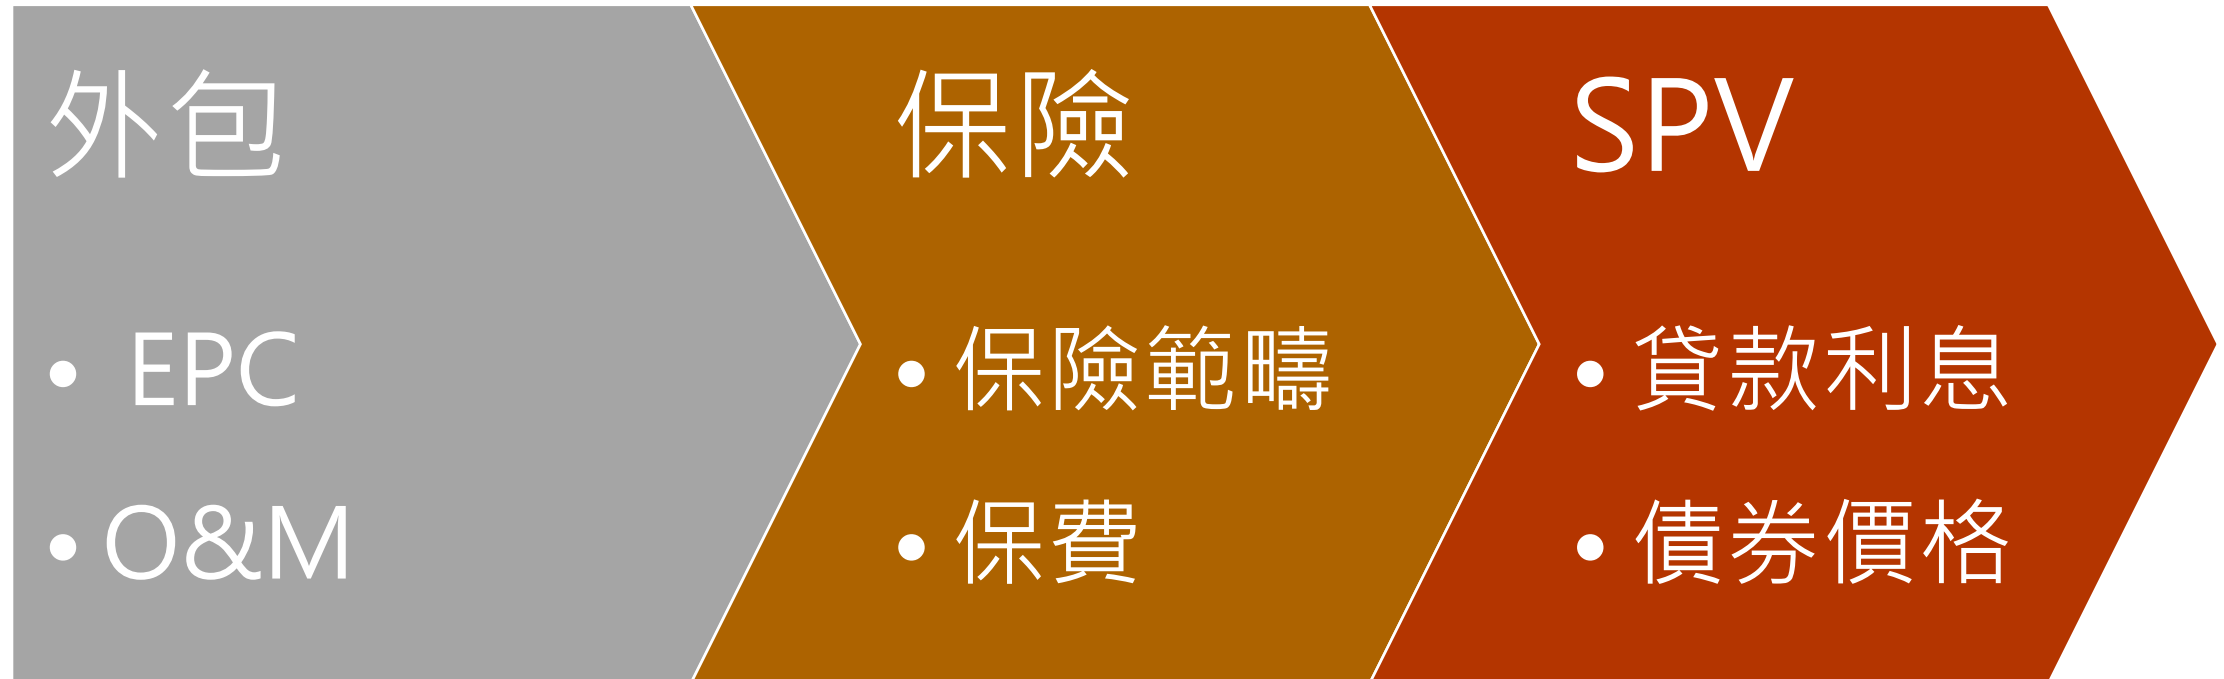 外包
• EPC
• O&M
保險
• 保險範疇
• 保費
SPV
• 貸款利息
• 債券價格